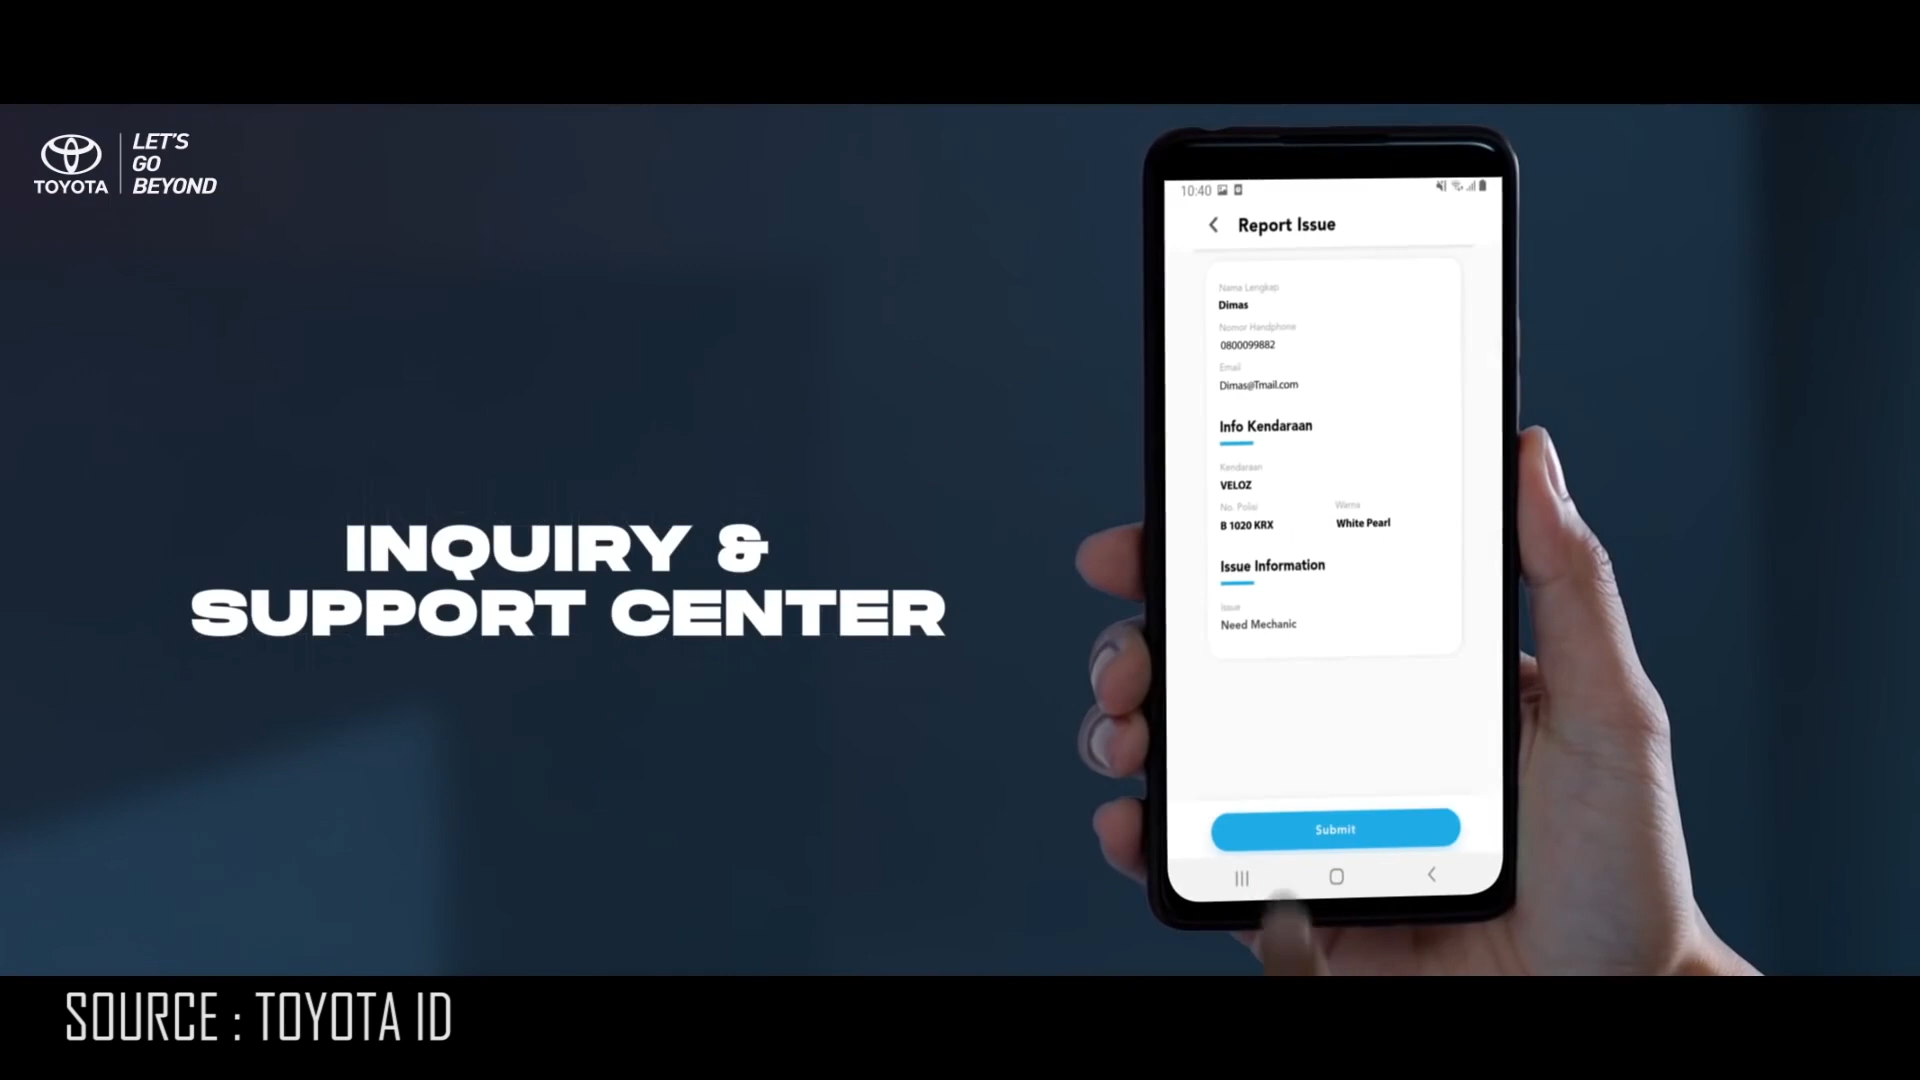 TOYOTA
LET'S
GO
BEYOND
INQUIRY &
SUPPORT CENTER
10:40
Report Issue
Nama Lengkap
Dimas
Nomor Handphone
0800099882
Email
Dimas@Tmail.com
Info Kendaraan
Kendaraan
VELOZ
No. Polisi Warna
B 1020 KRX White Pearl
Issue Information
Issue
Need Mechanic
Submit
SOURCE : TOYOTA ID